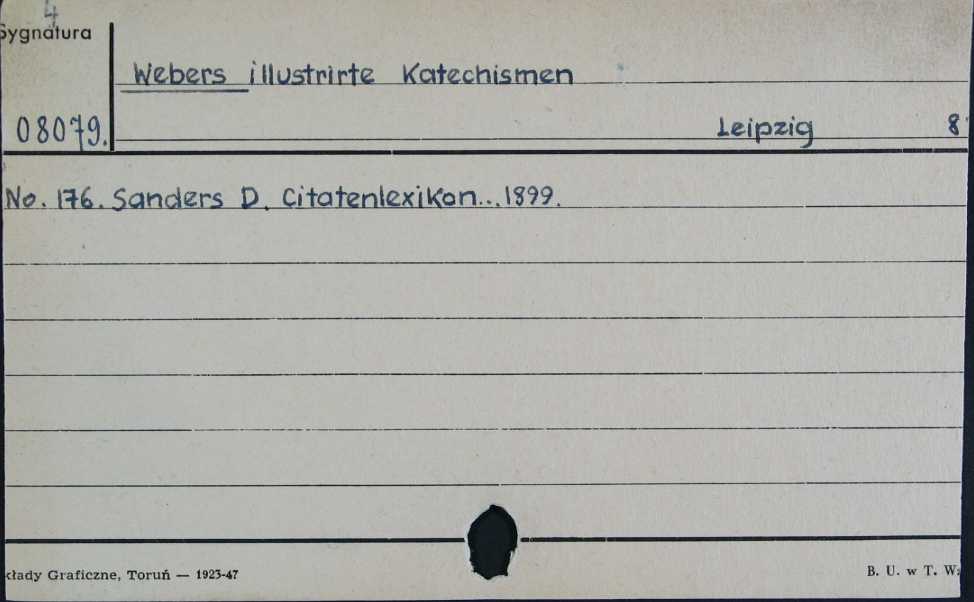 4
Sygnatura
Webers illustrirte Katechismen
08079.
Leipzig 8°
No. 176. Sanders D. Citatenlexikon...1899.
kłady Graficzne, Toruń — 1923-47
B. U. w T. W: